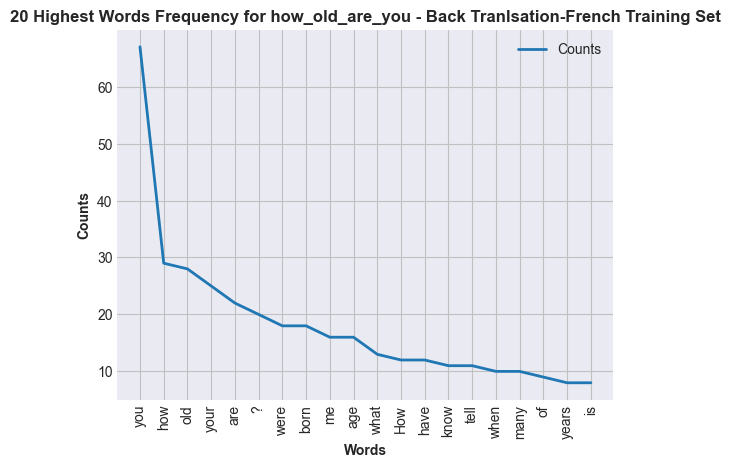 20 Highest Words Frequency for how_old_are_you - Back Tranlsation-French Training Set
Counts
60
50
40
30
20
10
Counts
you
how
old
your
are
?
were
born
me
age
what
How
have
know
tell
when
many
of
years
is
Words